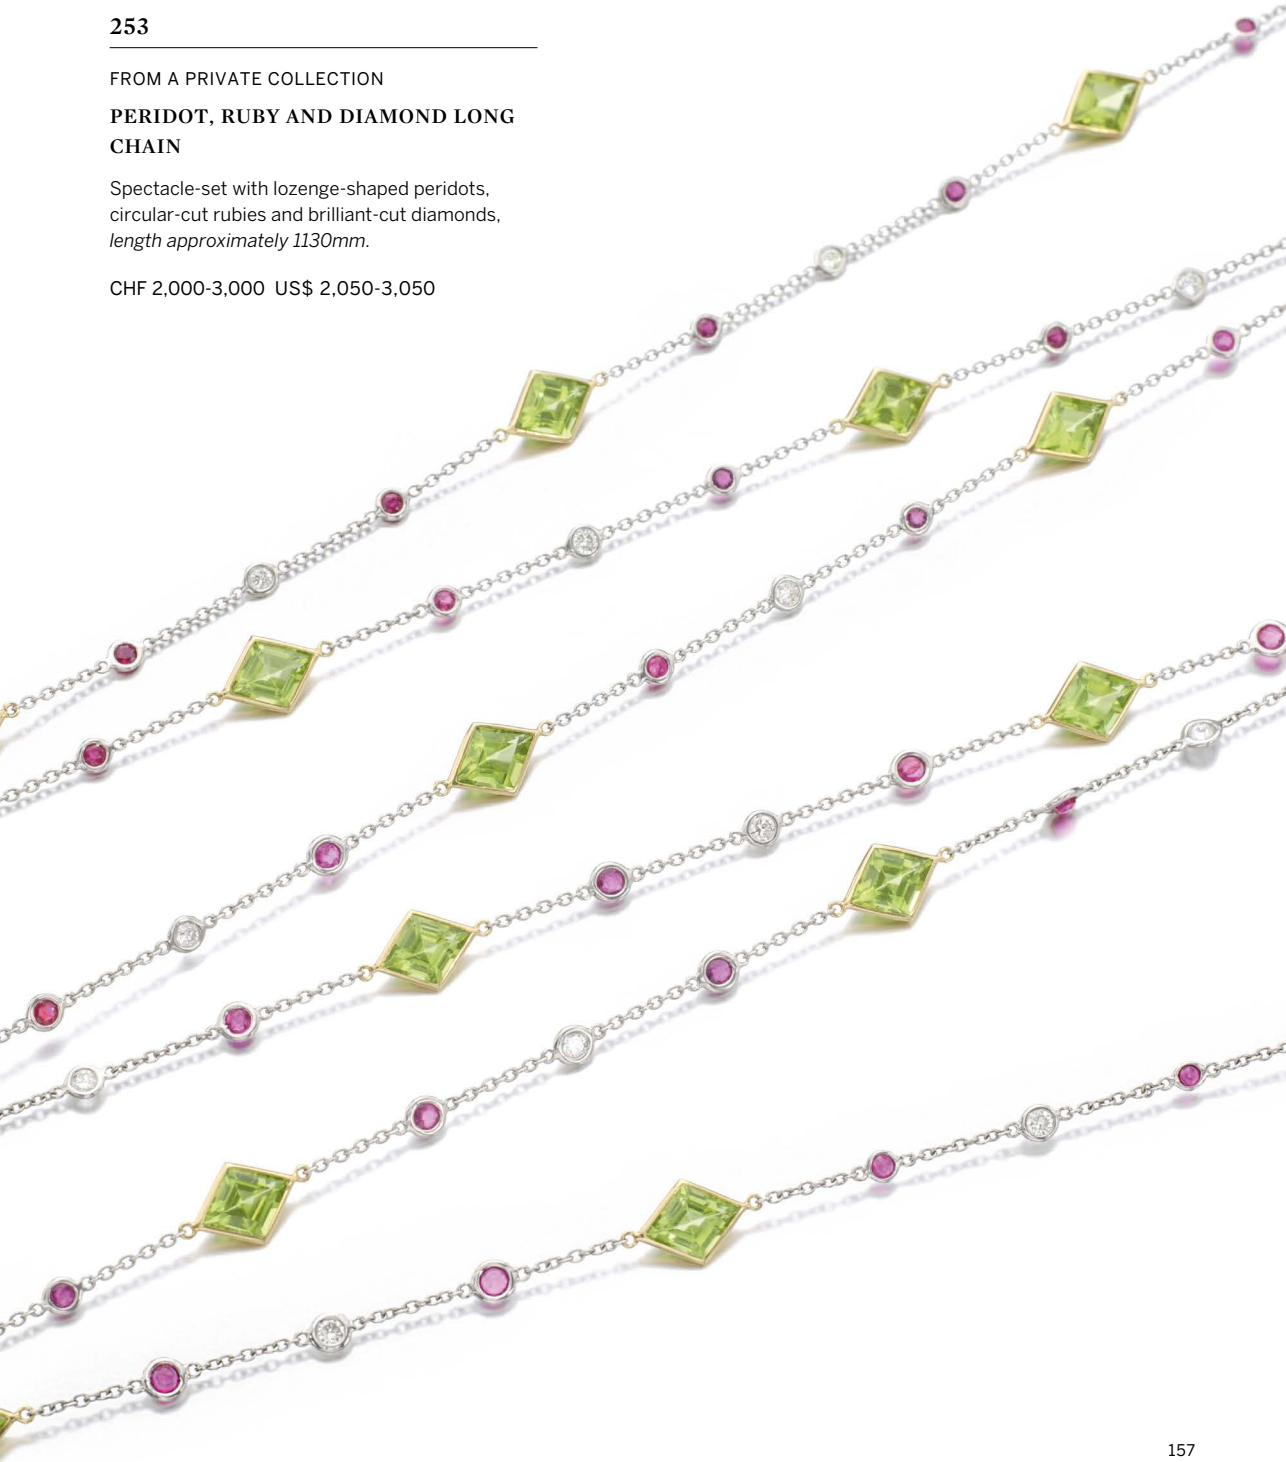 253
FROM A PRIVATE COLLECTION
PERIDOT, RUBY AND DIAMOND LONG
CHAIN
Spectacle-set with lozenge-shaped peridots,
circular-cut rubies and brilliant-cut diamonds,
length approximately 1130mm.
CHF 2,000-3,000 US$ 2,050-3,050
157